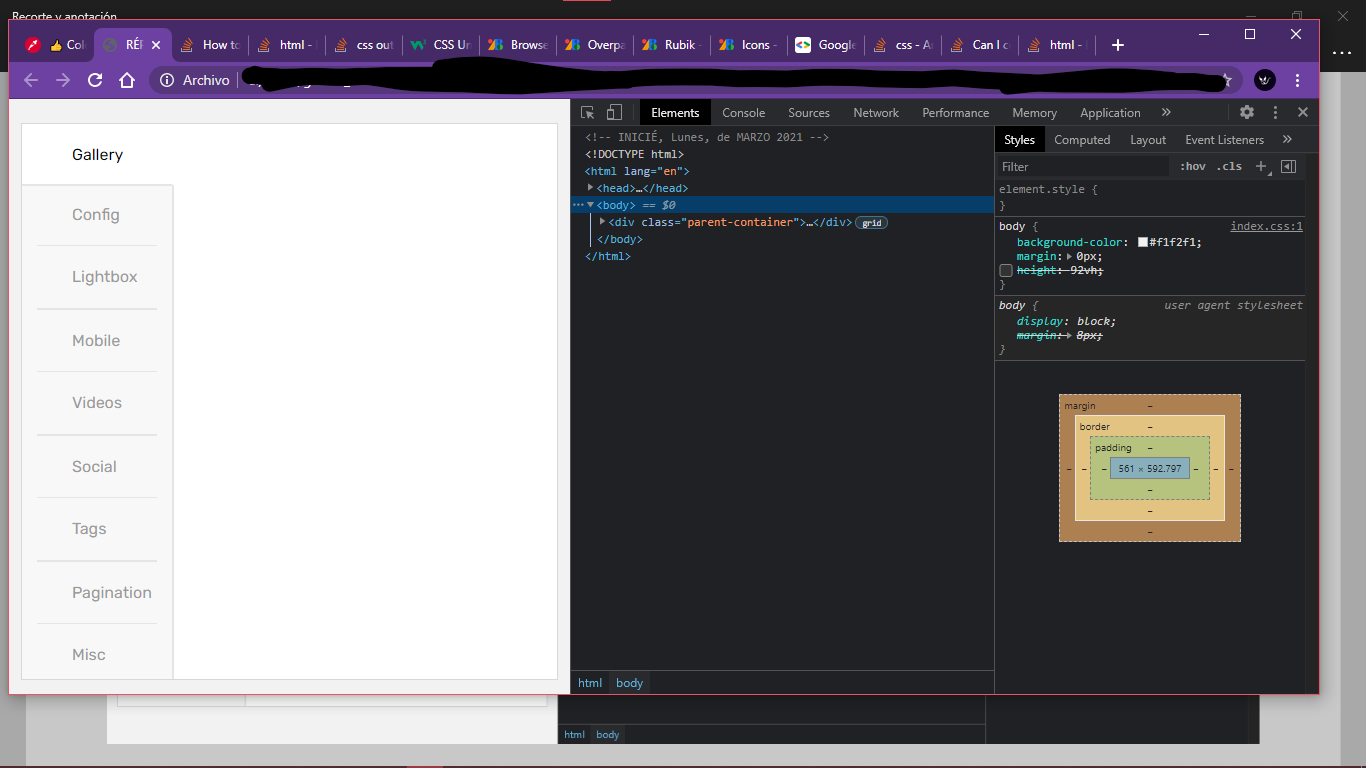 Recorte y anotación
Col
RÉF
How to
html -
css out
CSS Un
Browse
Overpa
Rubik -
Icons -
Google
css - A
Can I c
html -
Archivo
Elements Console Sources Network Performance Memory Application »
Gallery
Config
Lightbox
Mobile
Videos
Social
Tags
Pagination
Misc
<!-- INICIÉ, Lunes, de MARZO 2021 -->
<!DOCTYPE html>
<html lang="en">
<head>…</head>
<body> == $0
<div class="parent-container">…</div> grid
</body>
</html>
html body
Styles Computed Layout Event Listeners »
Filter :hov .cls +
element.style {
}
body { index.css:1
background-color: #f1f2f1;
margin: 0px;
height: 92vh;
}
body { user agent stylesheet
display: block;
margin: 8px;
}
margin –
border –
padding –
– – – 561 × 592.797 – – –
–
–
–
html body